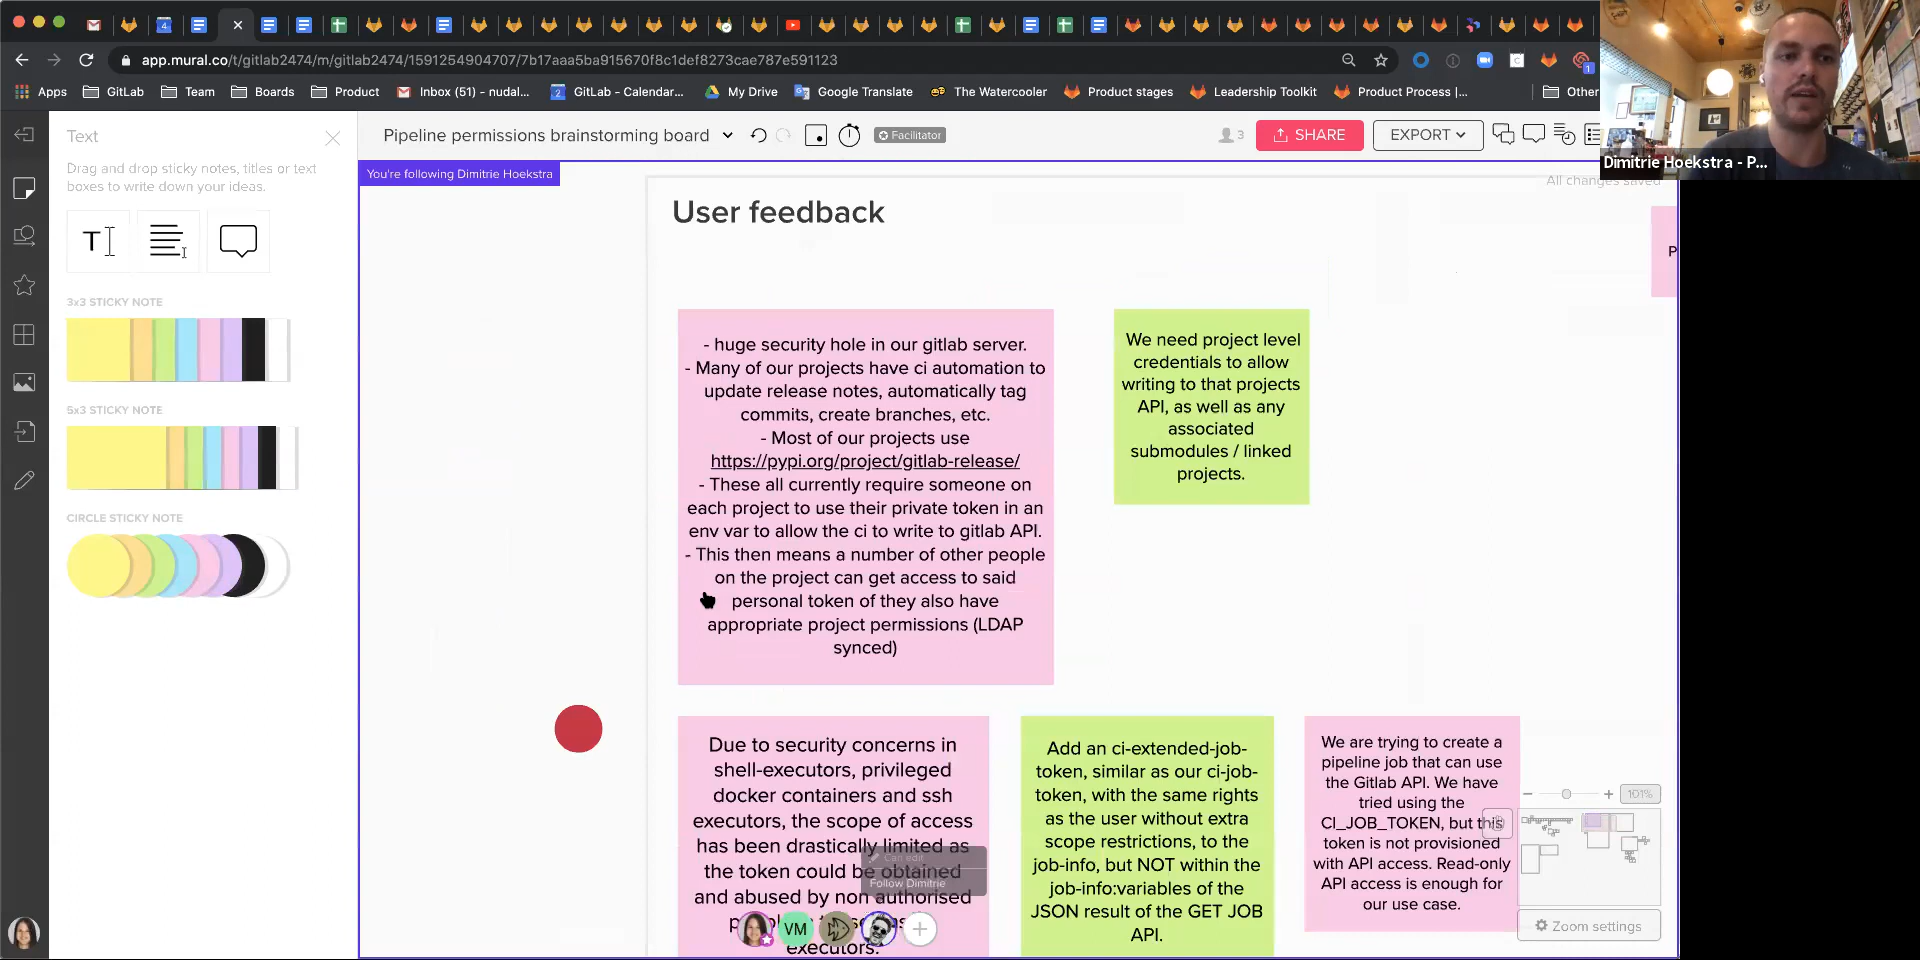 4
app.mural.co/t/gitlab2474/m/gitlab2474/1591254904707/7b17aaa5ba915670f8c1def8273cae787e591123
1
Apps
GitLab
Team
Boards
Product
Inbox (51) - nudal...
2
GitLab - Calendar...
My Drive
Google Translate
The Watercooler
Product stages
Leadership Toolkit
Product Process |...
Other
Dimitrie Hoekstra - P...
Text
Drag and drop sticky notes, titles or text
boxes to write down your ideas.
T
3x3 STICKY NOTE
5x3 STICKY NOTE
CIRCLE STICKY NOTE
Pipeline permissions brainstorming board
Facilitator
3
SHARE
EXPORT
You're following Dimitrie Hoekstra
All changes saved
User feedback
P
- huge security hole in our gitlab server.
- Many of our projects have ci automation to
update release notes, automatically tag
commits, create branches, etc.
- Most of our projects use
https://pypi.org/project/gitlab-release/
- These all currently require someone on
each project to use their private token in an
env var to allow the ci to write to gitlab API.
- This then means a number of other people
on the project can get access to said
personal token of they also have
appropriate project permissions (LDAP
synced)
We need project level
credentials to allow
writing to that projects
API, as well as any
associated
submodules / linked
projects.
Due to security concerns in
shell-executors, privileged
docker containers and ssh
executors, the scope of access
has been drastically limited as
the token could be obtained
and abused by non authorised
executors.
Can edit
Follow Dimitrie
VM
Add an ci-extended-job-
token, similar as our ci-job-
token, with the same rights
as the user without extra
scope restrictions, to the
job-info, but NOT within the
job-info:variables of the
JSON result of the GET JOB
API.
We are trying to create a
pipeline job that can use
the Gitlab API. We have
tried using the
CI_JOB_TOKEN, but this
token is not provisioned
with API access. Read-only
API access is enough for
our use case.
101%
Zoom settings